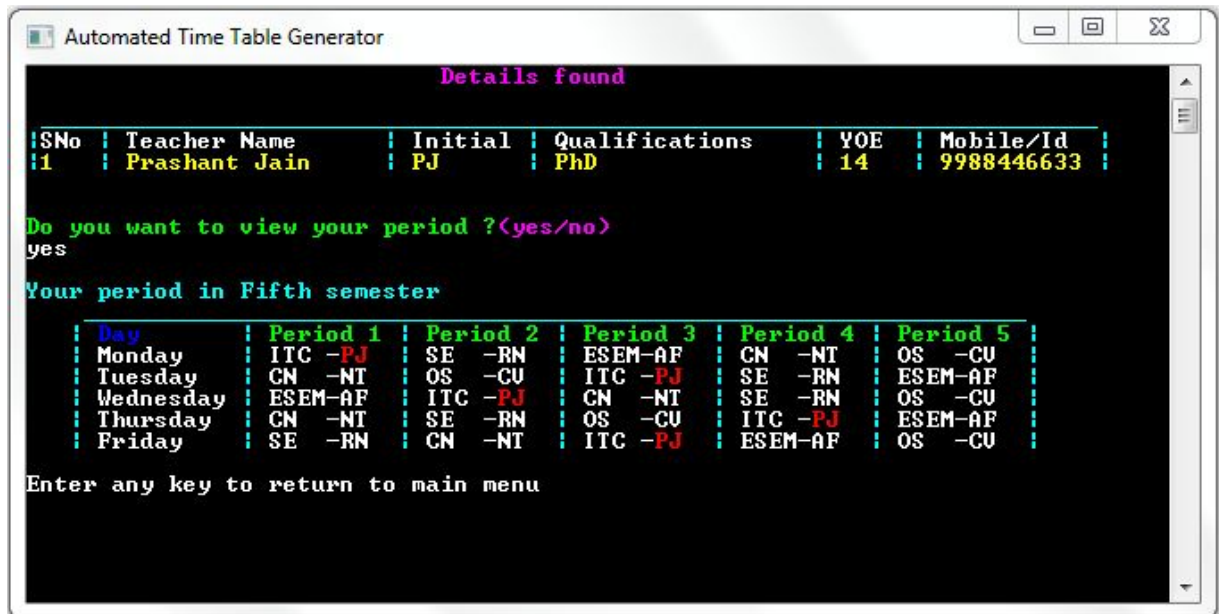 Automated Time Table Generator
Details found
|SNo | Teacher Name | Initial | Qualifications | YOE | Mobile/Id |
|1 | Prashant Jain | PJ | PhD | 14 | 9988446633 |
Do you want to view your period ?(yes/no)
yes
Your period in Fifth semester
| Day | Period 1 | Period 2 | Period 3 | Period 4 | Period 5 |
| Monday | ITC -PJ | SE -RN | ESEM-AF | CN -NT | OS -CV |
| Tuesday | CN -NT | OS -CV | ITC -PJ | SE -RN | ESEM-AF |
| Wednesday | ESEM-AF | ITC -PJ | CN -NT | SE -RN | OS -CV |
| Thursday | CN -NT | SE -RN | OS -CV | ITC -PJ | ESEM-AF |
| Friday | SE -RN | CN -NT | ITC -PJ | ESEM-AF | OS -CV |
Enter any key to return to main menu